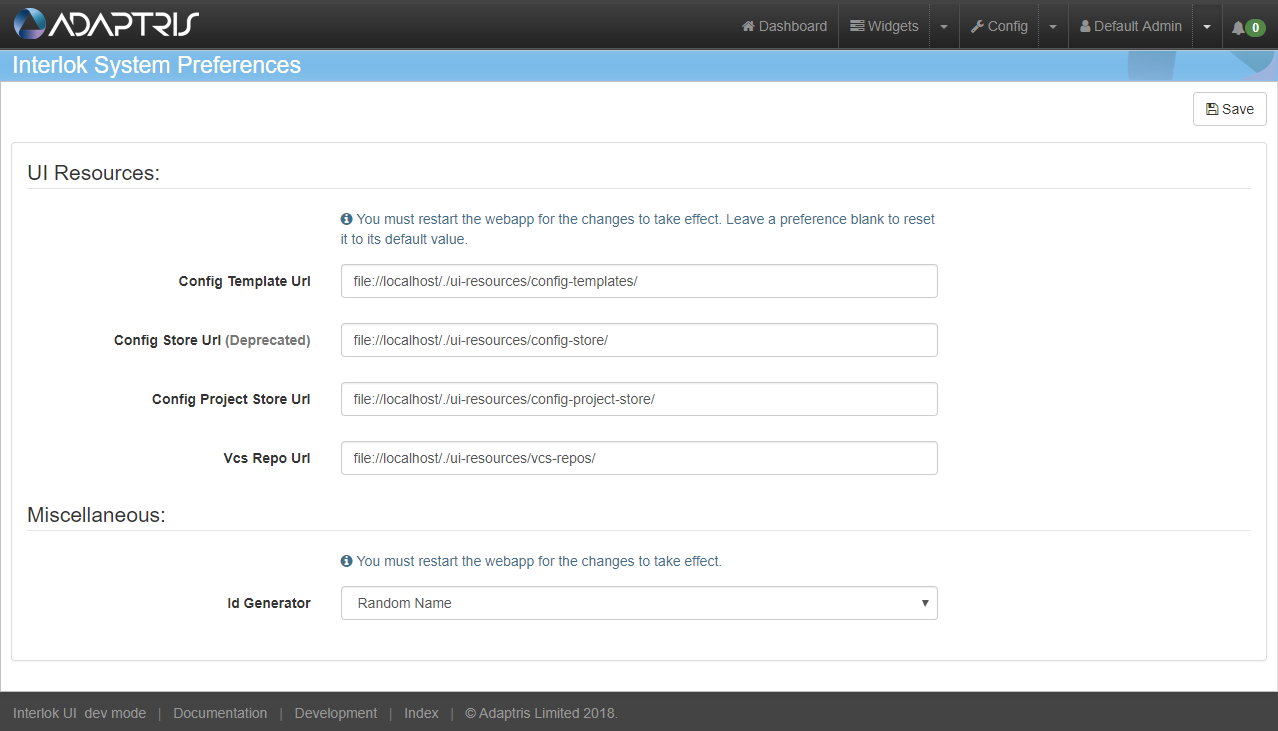 ADAPTRIS
Dashboard Widgets Config Default Admin 0
Interlok System Preferences
Save
UI Resources:
You must restart the webapp for the changes to take effect. Leave a preference blank to reset
it to its default value.
Config Template Url file://localhost/./ui-resources/config-templates/
Config Store Url (Deprecated) file://localhost/./ui-resources/config-store/
Config Project Store Url file://localhost/./ui-resources/config-project-store/
Vcs Repo Url file://localhost/./ui-resources/vcs-repos/
Miscellaneous:
You must restart the webapp for the changes to take effect.
Id Generator Random Name
Interlok UI dev mode | Documentation | Development | Index | © Adaptris Limited 2018.